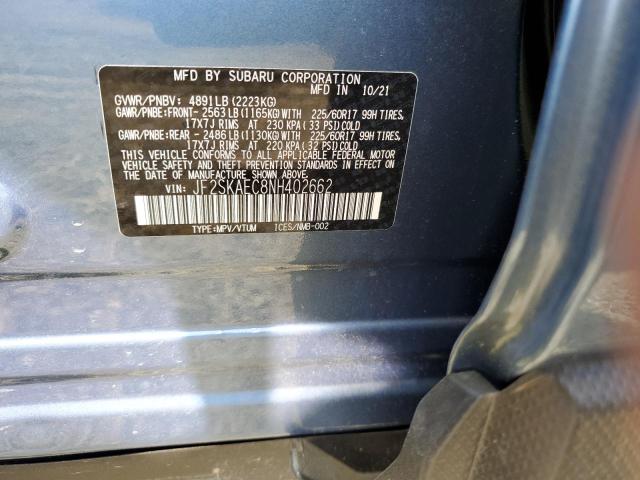 MFD BY SUBARU CORPORATION
MFD IN 10/21
GVWR/PNBV: 4891LB (2223KG)
GAWR/PNBE:FRONT- 2563LB(1165KG)WITH 225/60R17 99H TIRES,
17X7J RIMS AT 230 KPA (33 PSI)COLD
GAWR/PNBE:REAR - 2486LB(1130KG)WITH 225/60R17 99H TIRES,
17X7J RIMS AT 220 KPA (32 PSI)COLD
THIS VEHICLE CONFORMS TO ALL APPLICABLE FEDERAL MOTOR
VEHICLE SAFETY AND THEFT PREVENTION STANDARDS IN EFFECT ON
THE DATE OF MANUFACTURE SHOWN ABOVE.
VIN: JF2SKAEC8NH402662
TYPE:MPV/VTUM ICES/NMB-002